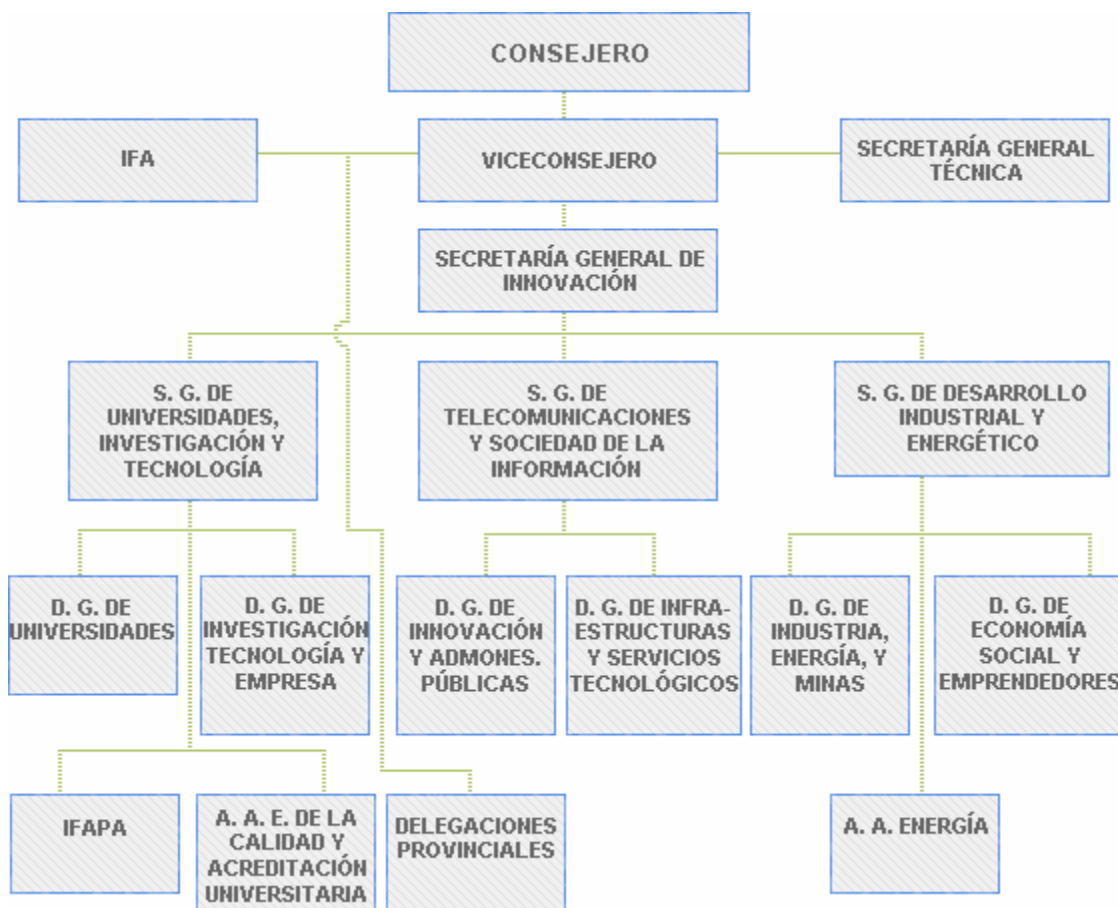 CONSEJERO
IFA
VICECONSEJERO
SECRETARÍA GENERAL
TÉCNICA
SECRETARÍA GENERAL DE
INNOVACIÓN
S. G. DE
UNIVERSIDADES,
INVESTIGACIÓN Y
TECNOLOGÍA
S. G. DE
TELECOMUNICACIONES
Y SOCIEDAD DE LA
INFORMACIÓN
S. G. DE DESARROLLO
INDUSTRIAL Y
ENERGÉTICO
D. G. DE
UNIVERSIDADES
D. G. DE
INVESTIGACIÓN
TECNOLOGÍA Y
EMPRESA
D. G. DE
INNOVACIÓN
Y ADMONES.
PÚBLICAS
D. G. DE INFRA-
ESTRUCTURAS
Y SERVICIOS
TECNOLÓGICOS
D. G. DE
INDUSTRIA,
ENERGÍA, Y
MINAS
D. G. DE
ECONOMÍA
SOCIAL Y
EMPRENDEDORES
IFAPA
A. A. E. DE LA
CALIDAD Y
ACREDITACIÓN
UNIVERSITARIA
DELEGACIONES
PROVINCIALES
A. A. ENERGÍA